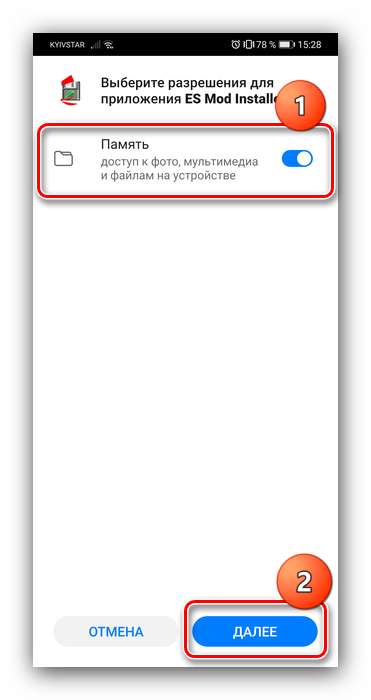 KYIVSTAR 78 % 15:28
Выберите разрешения для
приложения ES Mod Installe
1
Память
доступ к фото, мультимедиа
и файлам на устройстве
2
ОТМЕНА ДАЛЕЕ